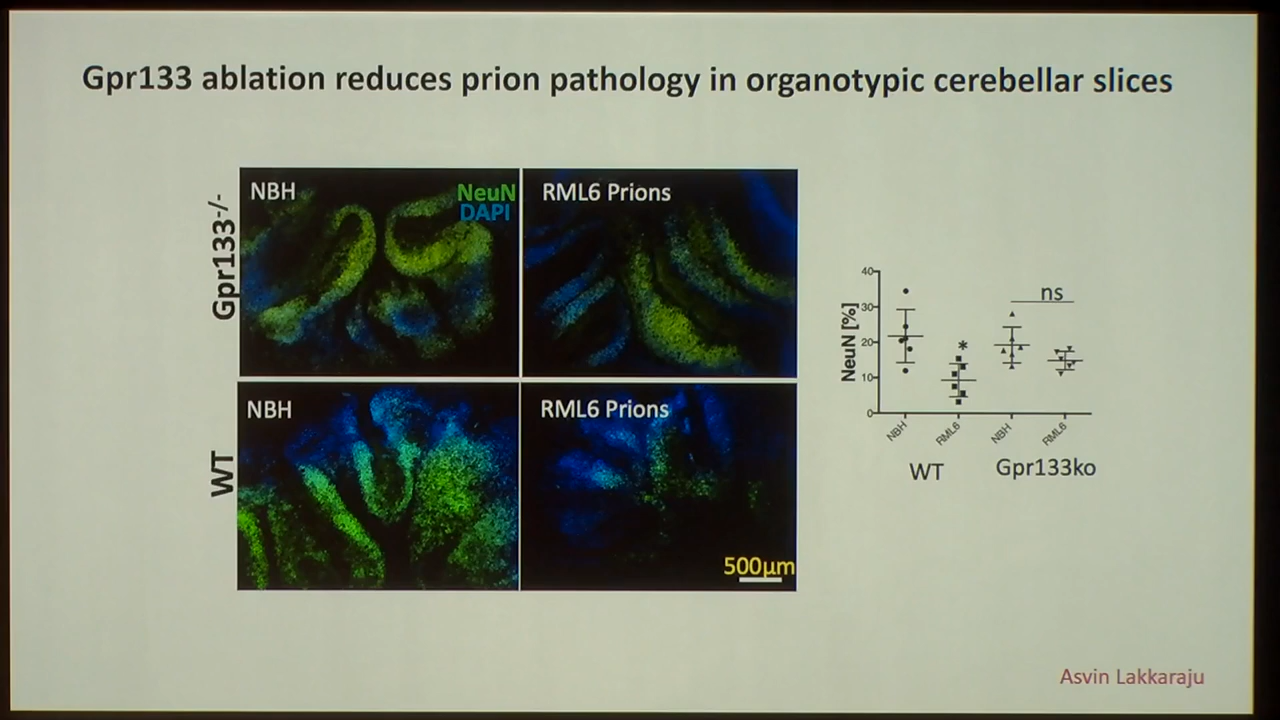 Gpr133 ablation reduces prion pathology in organotypic cerebellar slices
Gpr133-/-
NBH
NeuN
DAPI
RML6 Prions
WT
NBH
RML6 Prions
500µm
NeuN [%]
40
30
20
10
0
*
ns
NBH
RML6
NBH
RML6
WT
Gpr133ko
Asvin Lakkaraju